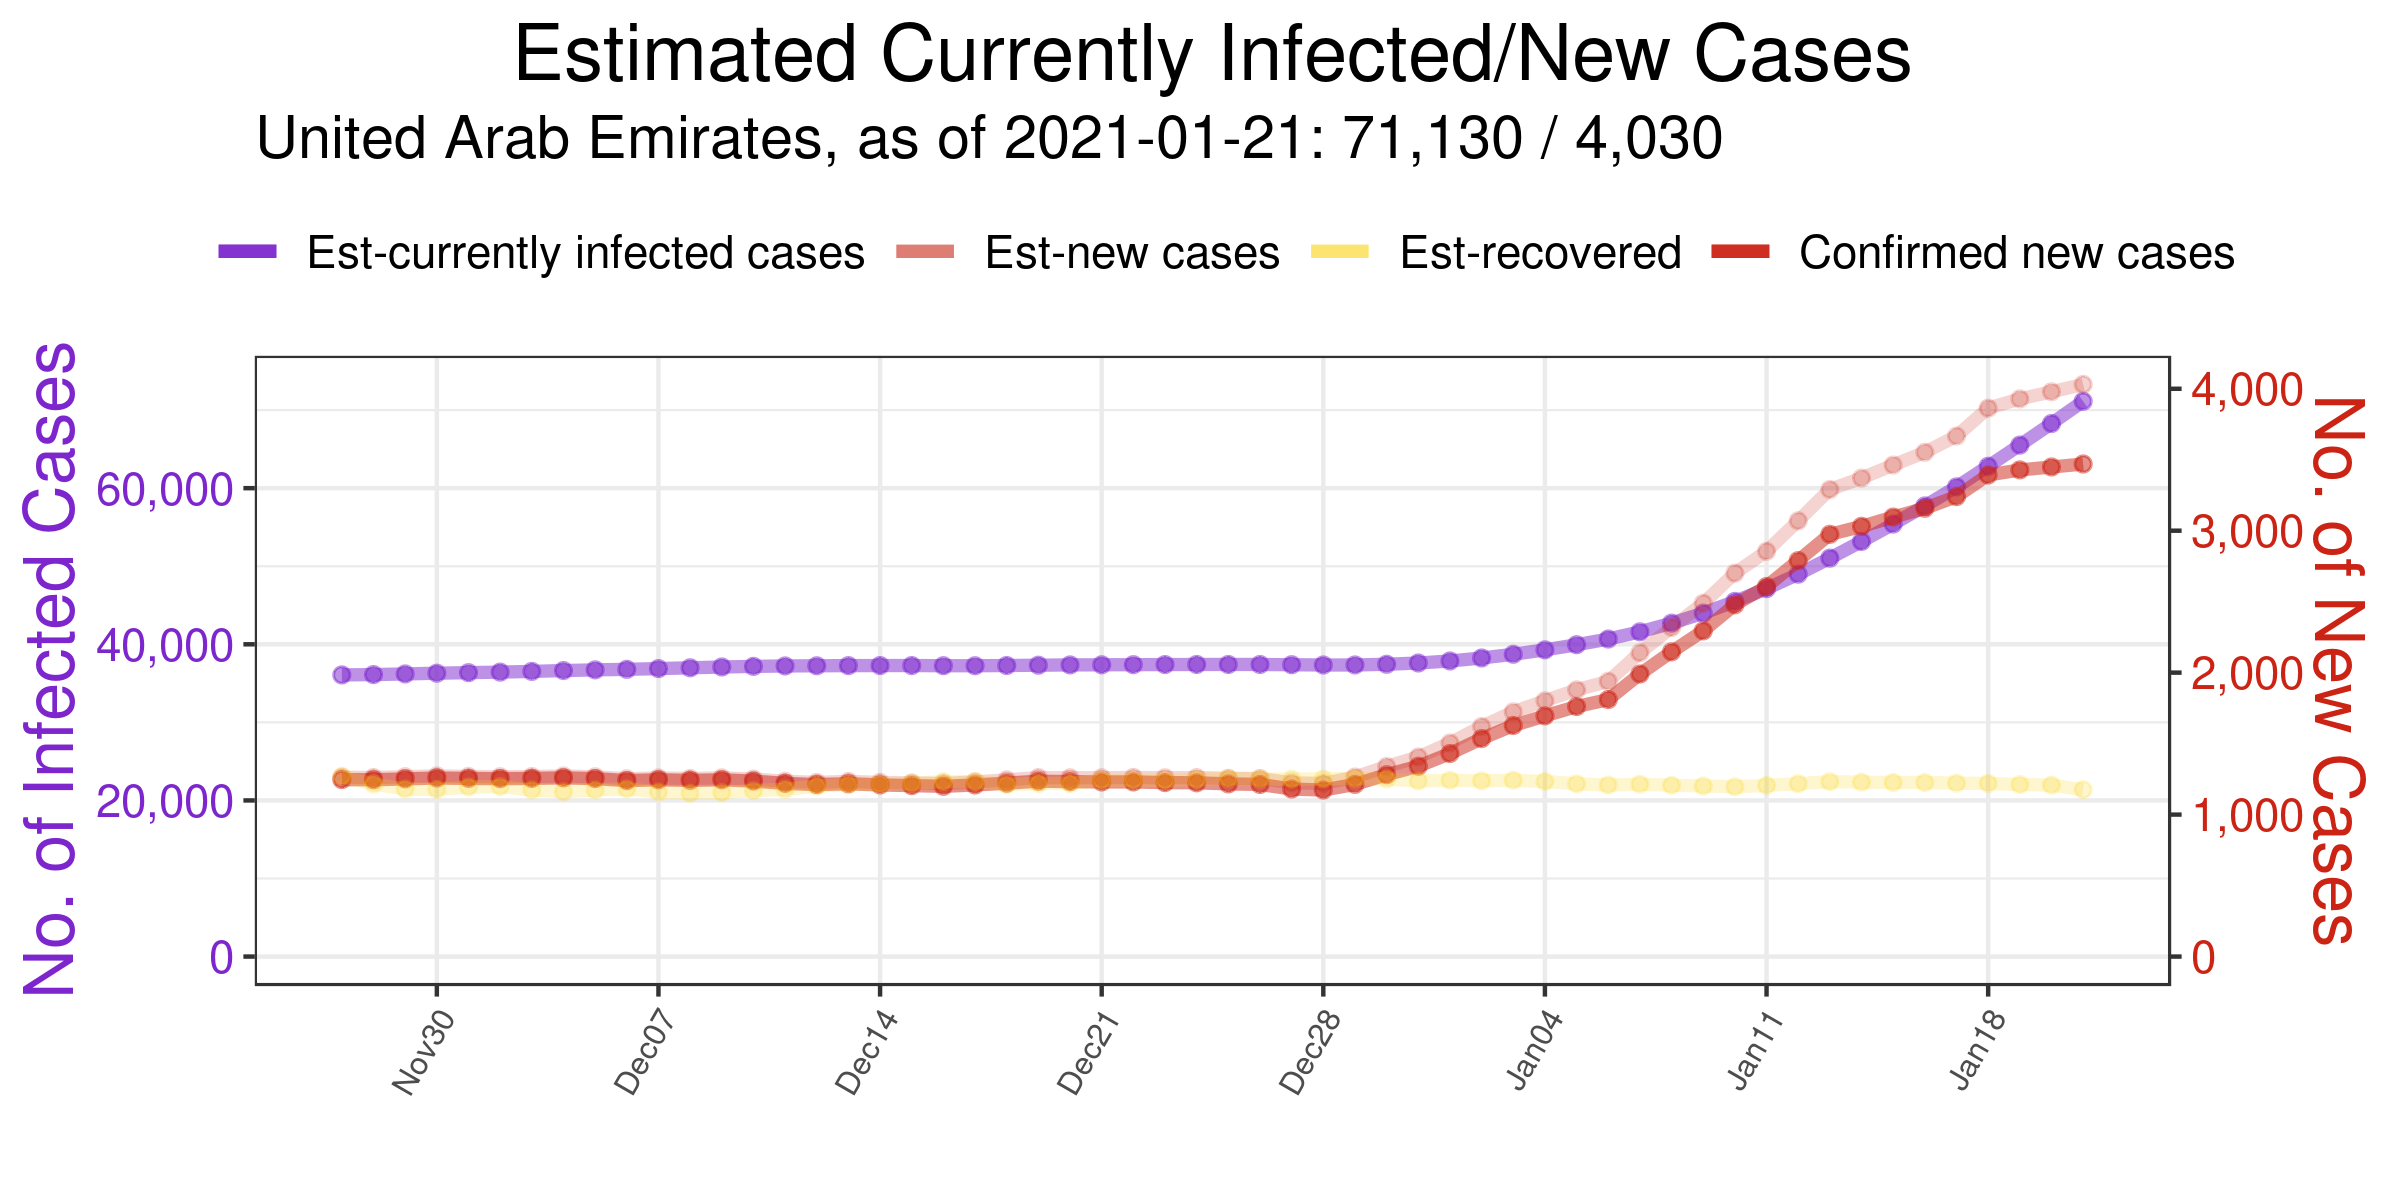 Estimated Currently Infected/New Cases
United Arab Emirates, as of 2021-01-21: 71,130 / 4,030
Est-currently infected cases Est-new cases Est-recovered Confirmed new cases
No. of Infected Cases
60,000
40,000
20,000
0
4,000
3,000
2,000
1,000
0
No. of New Cases
Nov30 Dec07 Dec14 Dec21 Dec28 Jan04 Jan11 Jan18